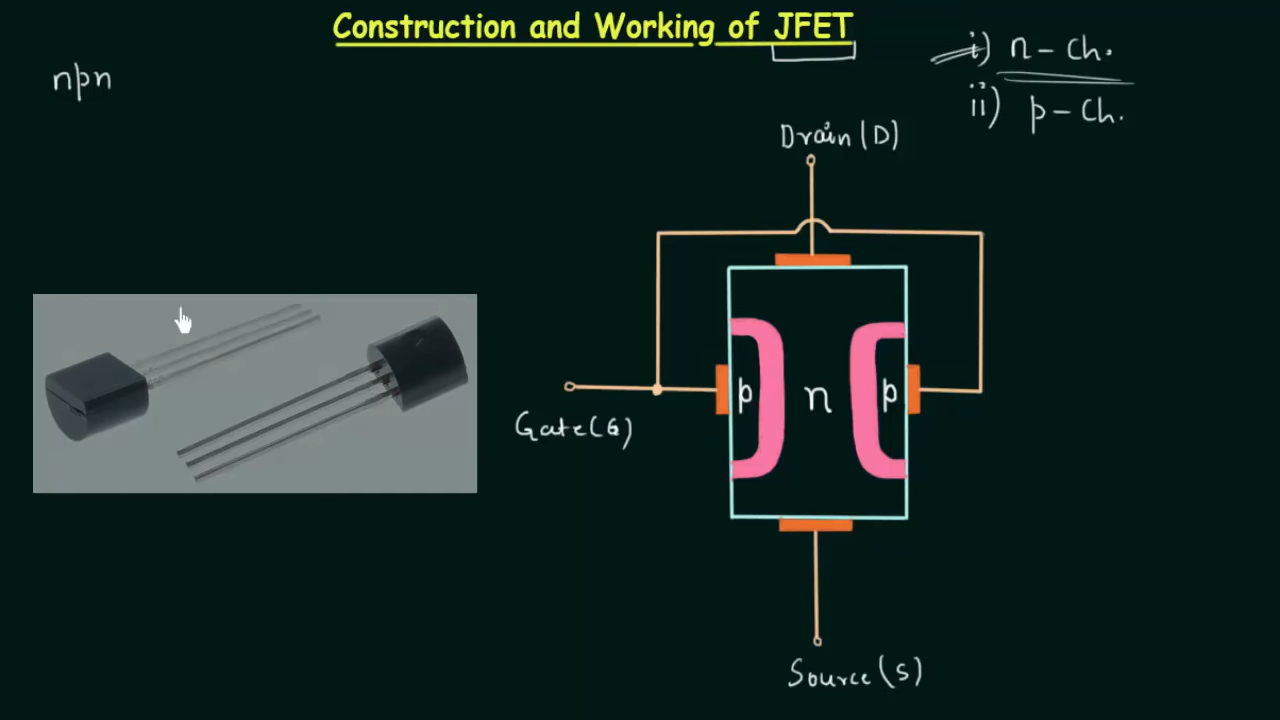 Construction and Working of JFET
i) n - Ch.
ii) p - Ch.
npn
Drain (D)
p n p
Gate (G)
Source (S)